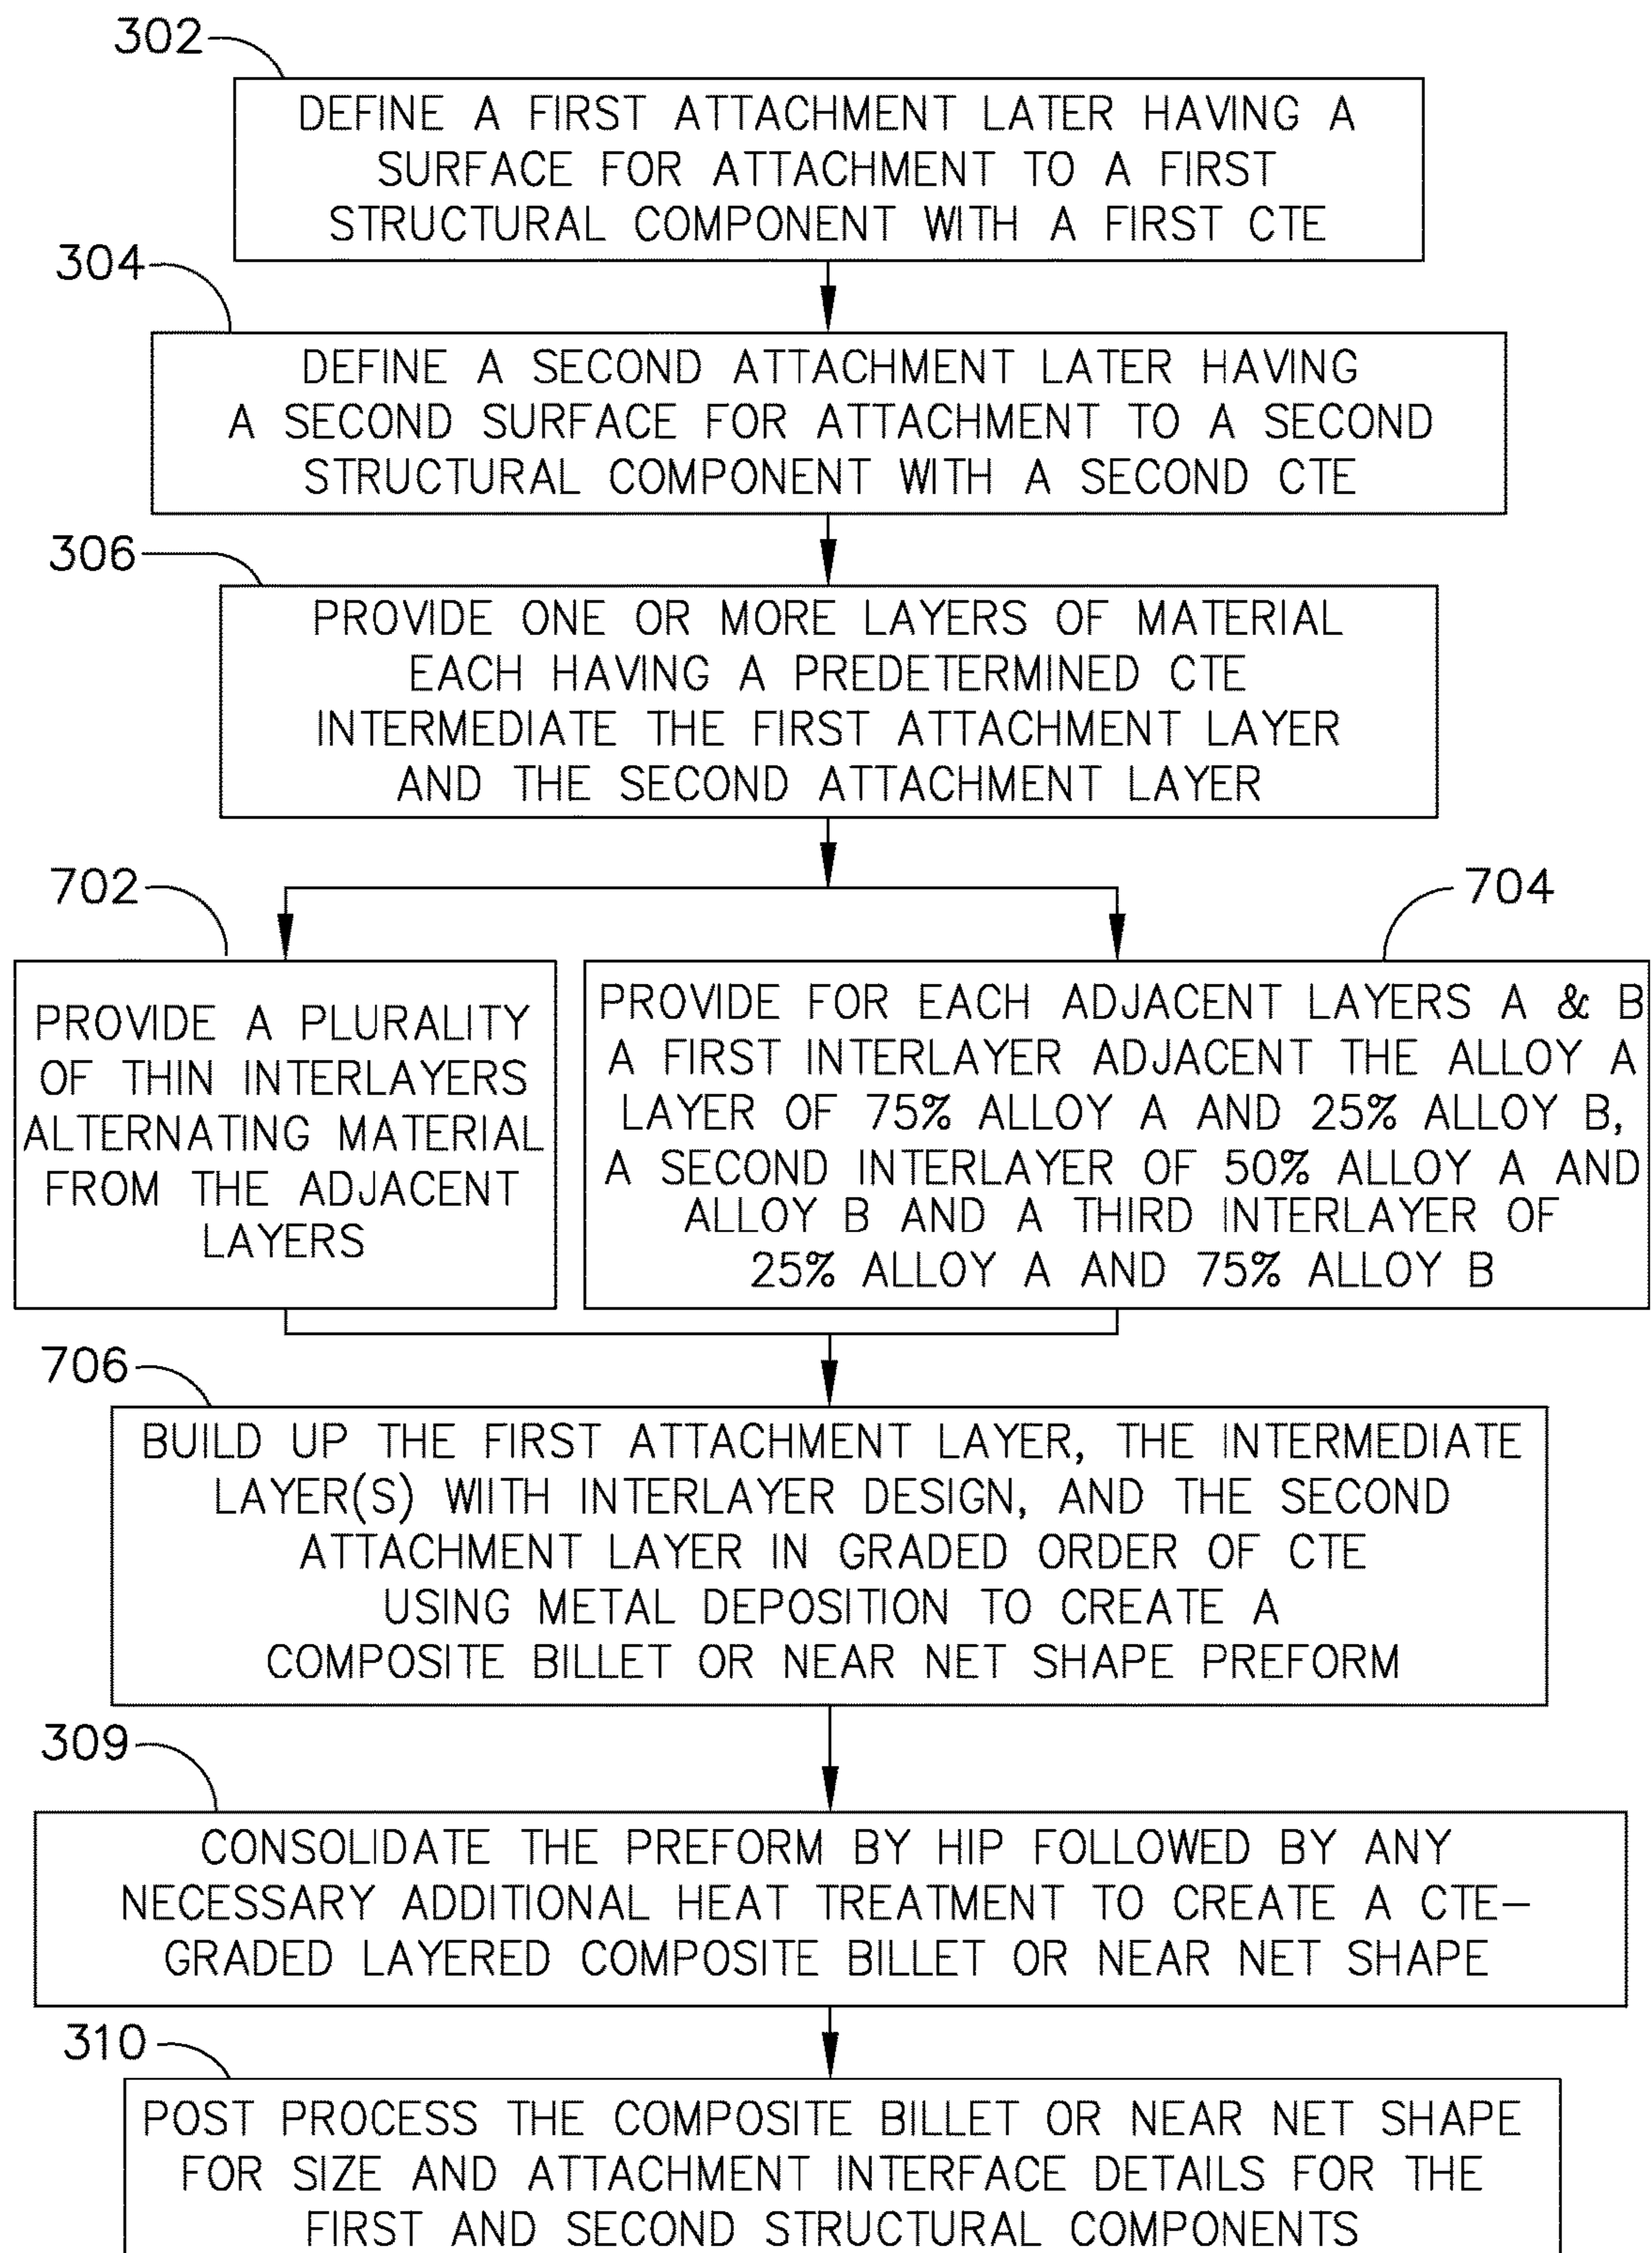 302
DEFINE A FIRST ATTACHMENT LATER HAVING A
SURFACE FOR ATTACHMENT TO A FIRST
STRUCTURAL COMPONENT WITH A FIRST CTE
304
DEFINE A SECOND ATTACHMENT LATER HAVING
A SECOND SURFACE FOR ATTACHMENT TO A SECOND
STRUCTURAL COMPONENT WITH A SECOND CTE
306
PROVIDE ONE OR MORE LAYERS OF MATERIAL
EACH HAVING A PREDETERMINED CTE
INTERMEDIATE THE FIRST ATTACHMENT LAYER
AND THE SECOND ATTACHMENT LAYER
702
PROVIDE A PLURALITY
OF THIN INTERLAYERS
ALTERNATING MATERIAL
FROM THE ADJACENT
LAYERS
704
PROVIDE FOR EACH ADJACENT LAYERS A & B
A FIRST INTERLAYER ADJACENT THE ALLOY A
LAYER OF 75% ALLOY A AND 25% ALLOY B,
A SECOND INTERLAYER OF 50% ALLOY A AND
ALLOY B AND A THIRD INTERLAYER OF
25% ALLOY A AND 75% ALLOY B
706
BUILD UP THE FIRST ATTACHMENT LAYER, THE INTERMEDIATE
LAYER(S) WIITH INTERLAYER DESIGN, AND THE SECOND
ATTACHMENT LAYER IN GRADED ORDER OF CTE
USING METAL DEPOSITION TO CREATE A
COMPOSITE BILLET OR NEAR NET SHAPE PREFORM
309
CONSOLIDATE THE PREFORM BY HIP FOLLOWED BY ANY
NECESSARY ADDITIONAL HEAT TREATMENT TO CREATE A CTE-
GRADED LAYERED COMPOSITE BILLET OR NEAR NET SHAPE
310
POST PROCESS THE COMPOSITE BILLET OR NEAR NET SHAPE
FOR SIZE AND ATTACHMENT INTERFACE DETAILS FOR THE
FIRST AND SECOND STRUCTURAL COMPONENTS